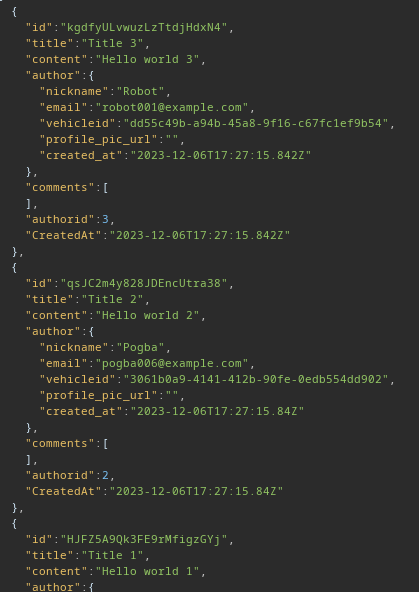 {
"id":"kgdfyULvwuzLzTtdjHdxN4",
"title":"Title 3",
"content":"Hello world 3",
"author":{
"nickname":"Robot",
"email":"robot001@example.com",
"vehicleid":"dd55c49b-a94b-45a8-9f16-c67fc1ef9b54",
"profile_pic_url":"",
"created_at":"2023-12-06T17:27:15.842Z"
},
"comments":[
],
"authorid":3,
"CreatedAt":"2023-12-06T17:27:15.842Z"
},
{
"id":"qsJC2m4y828JDEncUtra38",
"title":"Title 2",
"content":"Hello world 2",
"author":{
"nickname":"Pogba",
"email":"pogba006@example.com",
"vehicleid":"3061b0a9-4141-412b-90fe-0edb554dd902",
"profile_pic_url":"",
"created_at":"2023-12-06T17:27:15.84Z"
},
"comments":[
],
"authorid":2,
"CreatedAt":"2023-12-06T17:27:15.84Z"
},
{
"id":"HJFZ5A9Qk3FE9rMfigzGYj",
"title":"Title 1",
"content":"Hello world 1",
"author":{